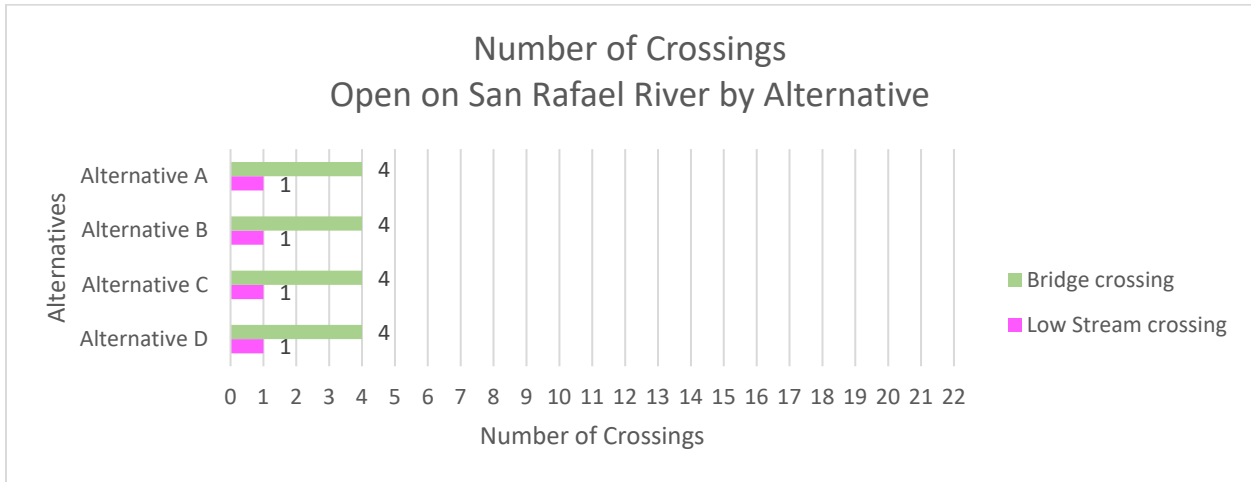 Number of Crossings
Open on San Rafael River by Alternative
Alternatives
Alternative A
4
1
Alternative B
4
1
Alternative C
4
1
Alternative D
4
1
Bridge crossing
Low Stream crossing
0 1 2 3 4 5 6 7 8 9 10 11 12 13 14 15 16 17 18 19 20 21 22
Number of Crossings